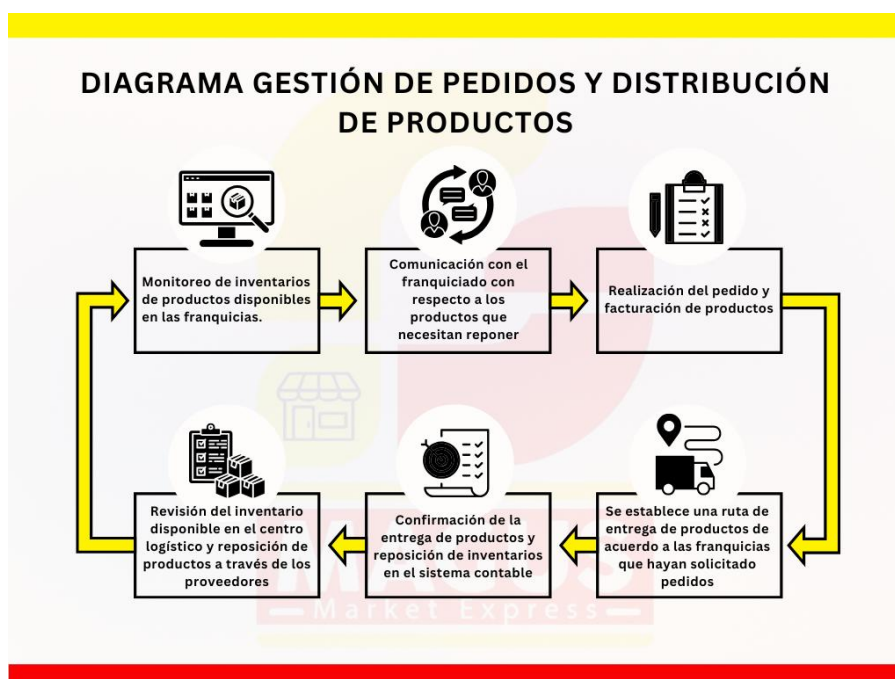 DIAGRAMA GESTIÓN DE PEDIDOS Y DISTRIBUCIÓN
DE PRODUCTOS
Monitoreo de inventarios
de productos disponibles
en las franquicias.
Comunicación con el
franquiciado con
respecto a los
productos que
necesitan reponer
Realización del pedido y
facturación de productos
Se establece una ruta de
entrega de productos de
acuerdo a las franquicias
que hayan solicitado
pedidos
Confirmación de la
entrega de productos y
reposición de inventarios
en el sistema contable
Revisión del inventario
disponible en el centro
logístico y reposición de
productos a través de los
proveedores
Market Express